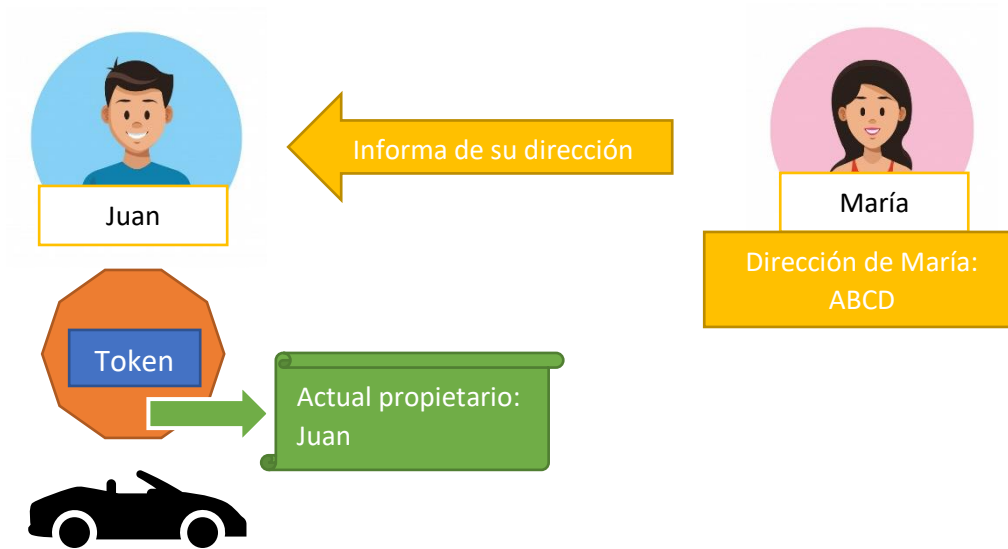 Informa de su dirección
Juan
María
Dirección de María:
ABCD
Token
Actual propietario:
Juan